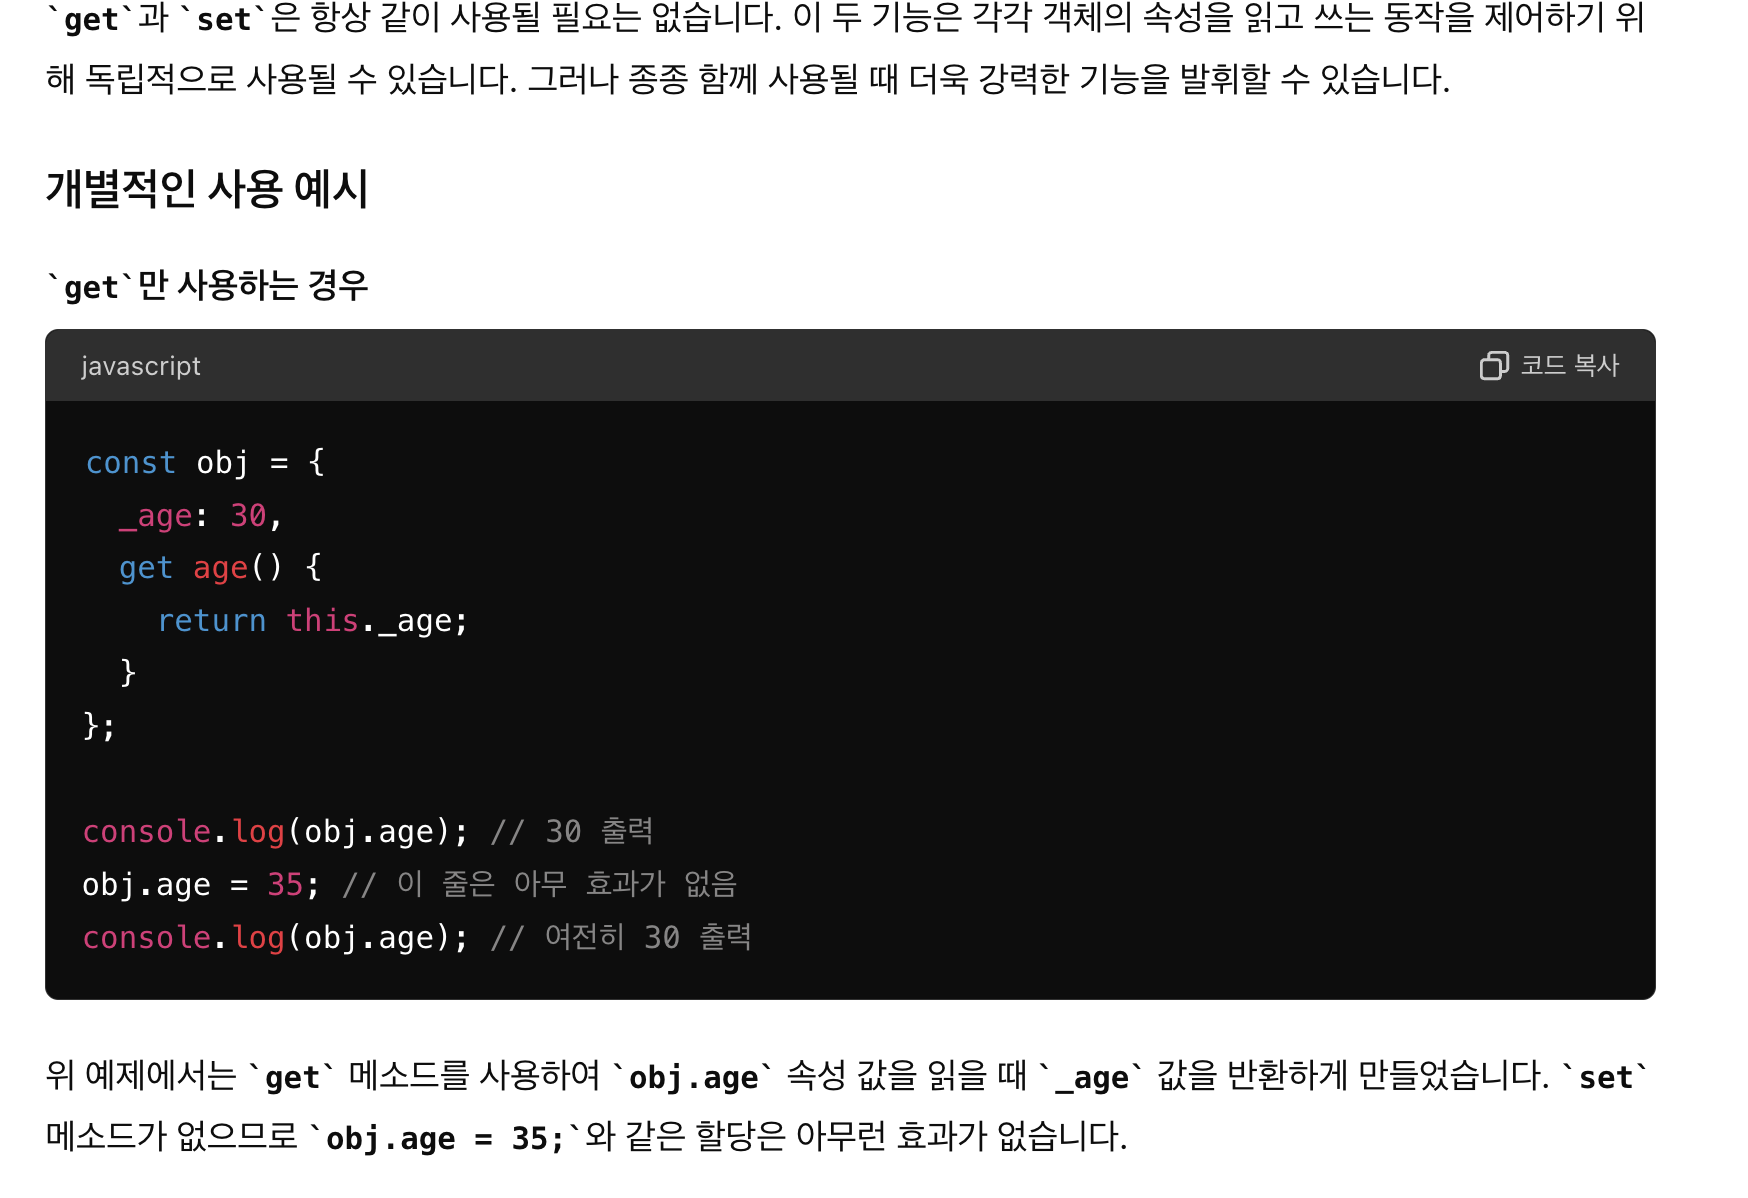 `get`과 `set`은 항상 같이 사용될 필요는 없습니다. 이 두 기능은 각각 객체의 속성을 읽고 쓰는 동작을 제어하기 위
해 독립적으로 사용될 수 있습니다. 그러나 종종 함께 사용될 때 더욱 강력한 기능을 발휘할 수 있습니다.
개별적인 사용 예시
`get`만 사용하는 경우
javascript 코드 복사
const obj = {
  _age: 30,
  get age() {
    return this._age;
  }
};
console.log(obj.age); // 30 출력
obj.age = 35; // 이 줄은 아무 효과가 없음
console.log(obj.age); // 여전히 30 출력
위 예제에서는 `get` 메소드를 사용하여 `obj.age` 속성 값을 읽을 때 `_age` 값을 반환하게 만들었습니다. `set`
메소드가 없으므로 `obj.age = 35;`와 같은 할당은 아무런 효과가 없습니다.